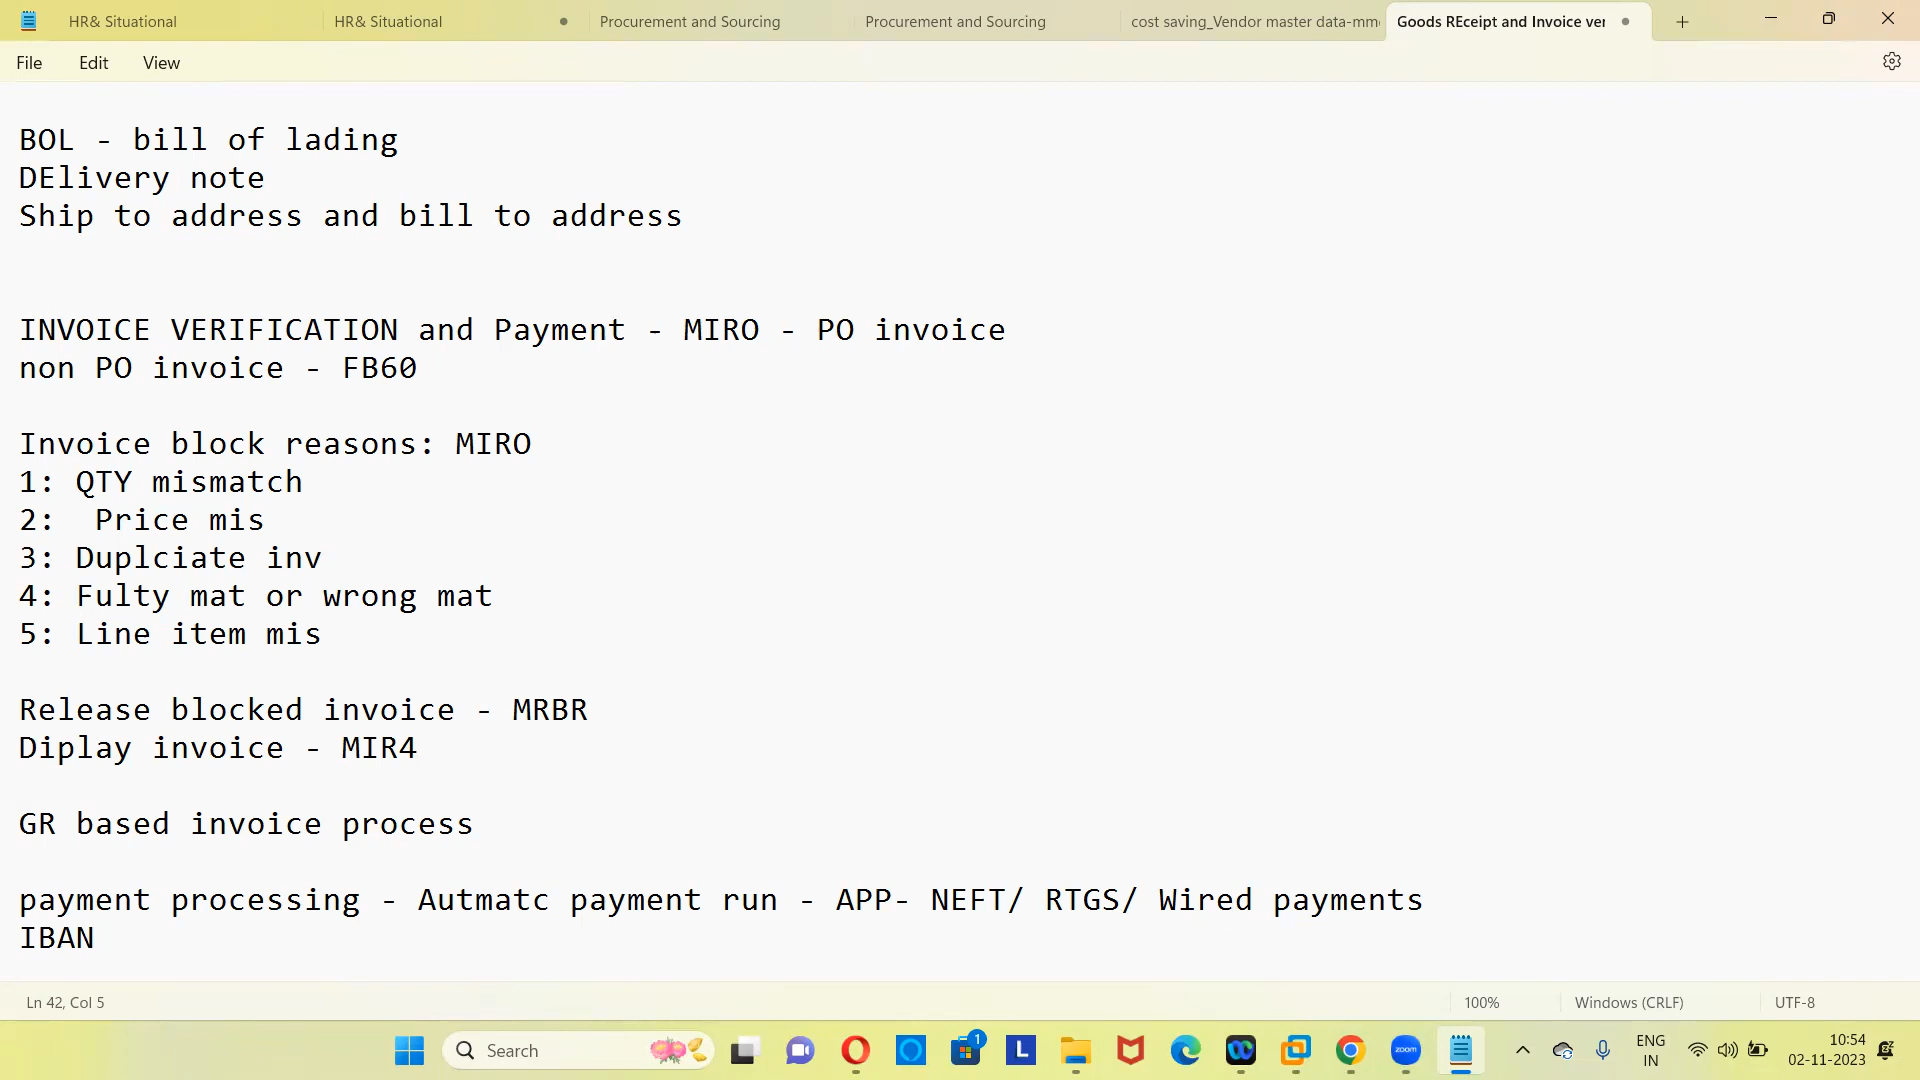 HR& Situational
HR& Situational
Procurement and Sourcing
Procurement and Sourcing
cost saving_Vendor master data-mm
Goods REceipt and Invoice ver
File
Edit
View
BOL - bill of lading
DElivery note
Ship to address and bill to address
INVOICE VERIFICATION and Payment - MIRO - PO invoice
non PO invoice - FB60
Invoice block reasons: MIRO
1: QTY mismatch
2:  Price mis
3: Duplciate inv
4: Fulty mat or wrong mat
5: Line item mis
Release blocked invoice - MRBR
Diplay invoice - MIR4
GR based invoice process
payment processing - Autmatc payment run - APP- NEFT/ RTGS/ Wired payments
IBAN
Ln 42, Col 5
100%
Windows (CRLF)
UTF-8
Search
1
L
zoom
ENG
IN
10:54
02-11-2023